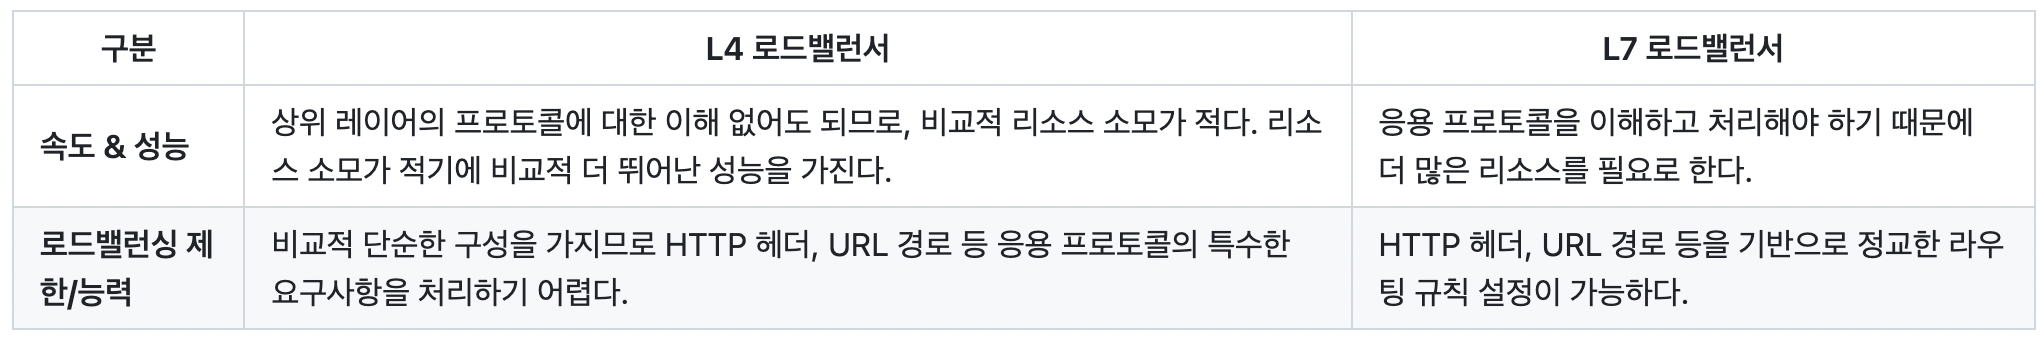 구분
L4 로드밸런서
L7 로드밸런서
속도 & 성능
상위 레이어의 프로토콜에 대한 이해 없어도 되므로, 비교적 리소스 소모가 적다. 리소
스 소모가 적기에 비교적 더 뛰어난 성능을 가진다.
응용 프로토콜을 이해하고 처리해야 하기 때문에
더 많은 리소스를 필요로 한다.
로드밸런싱 제
한/능력
비교적 단순한 구성을 가지므로 HTTP 헤더, URL 경로 등 응용 프로토콜의 특수한
요구사항을 처리하기 어렵다.
HTTP 헤더, URL 경로 등을 기반으로 정교한 라우
팅 규칙 설정이 가능하다.